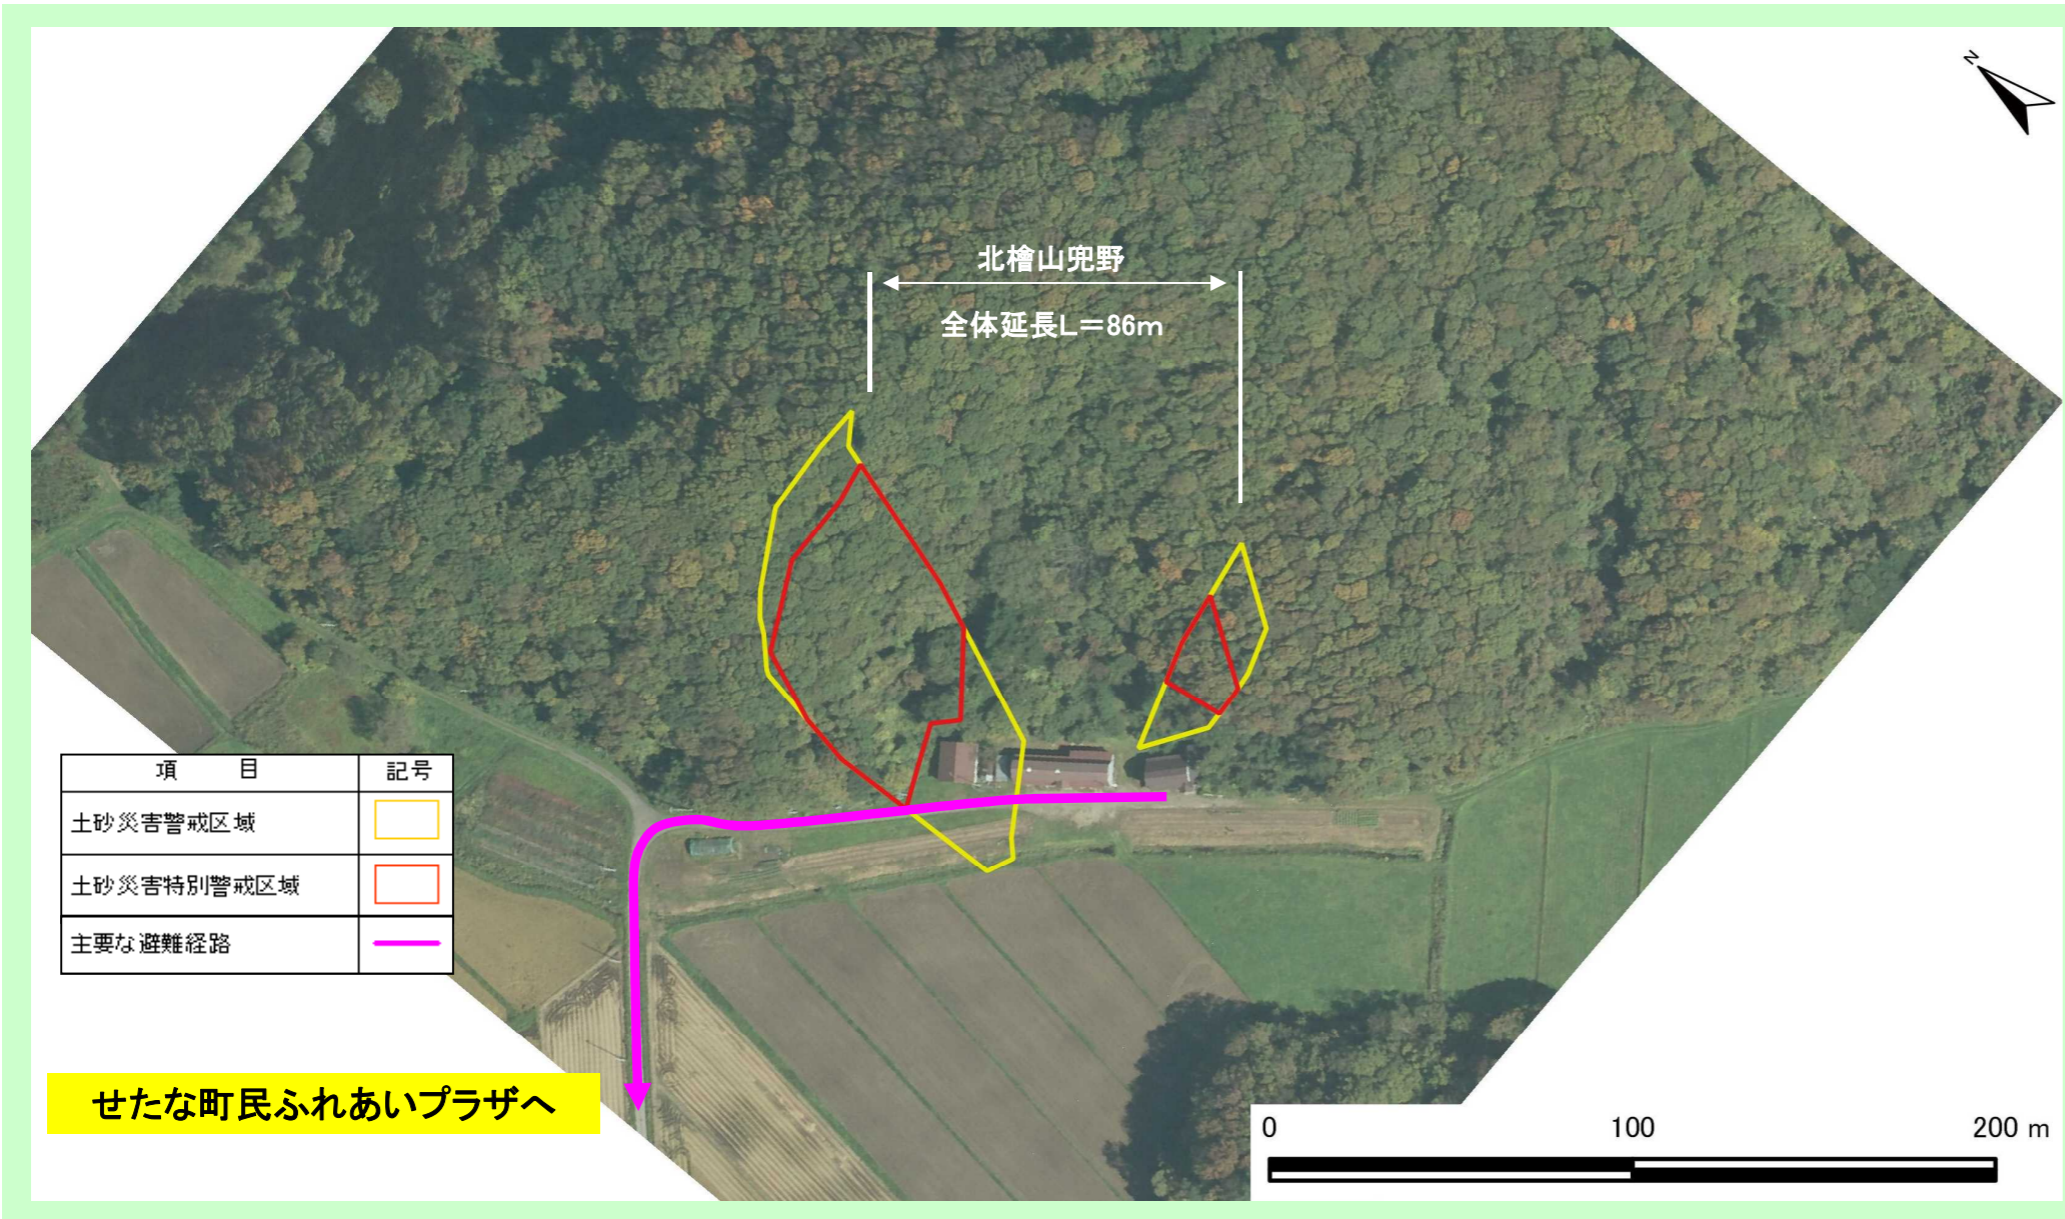 N
北檜山兜野
全体延長L=86m
項 目 記号
土砂災害警戒区域
土砂災害特別警戒区域
主要な避難経路
せたな町民ふれあいプラザへ
0 100 200 m